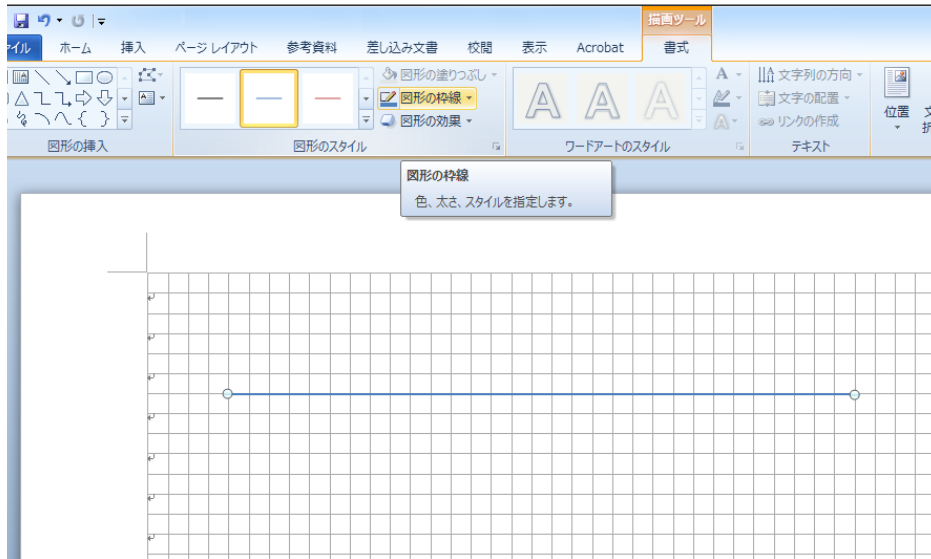 描画ツール
ァイル ホーム 挿入 ページ レイアウト 参考資料 差し込み文書 校閲 表示 Acrobat 書式
図形の塗りつぶし
図形の枠線
図形の効果
図形の挿入
図形のスタイル
A A A
A
A
ワードアートのスタイル
文字列の方向
文字の配置
リンクの作成
テキスト
位置
文
折
図形の枠線
色、太さ、スタイルを指定します。